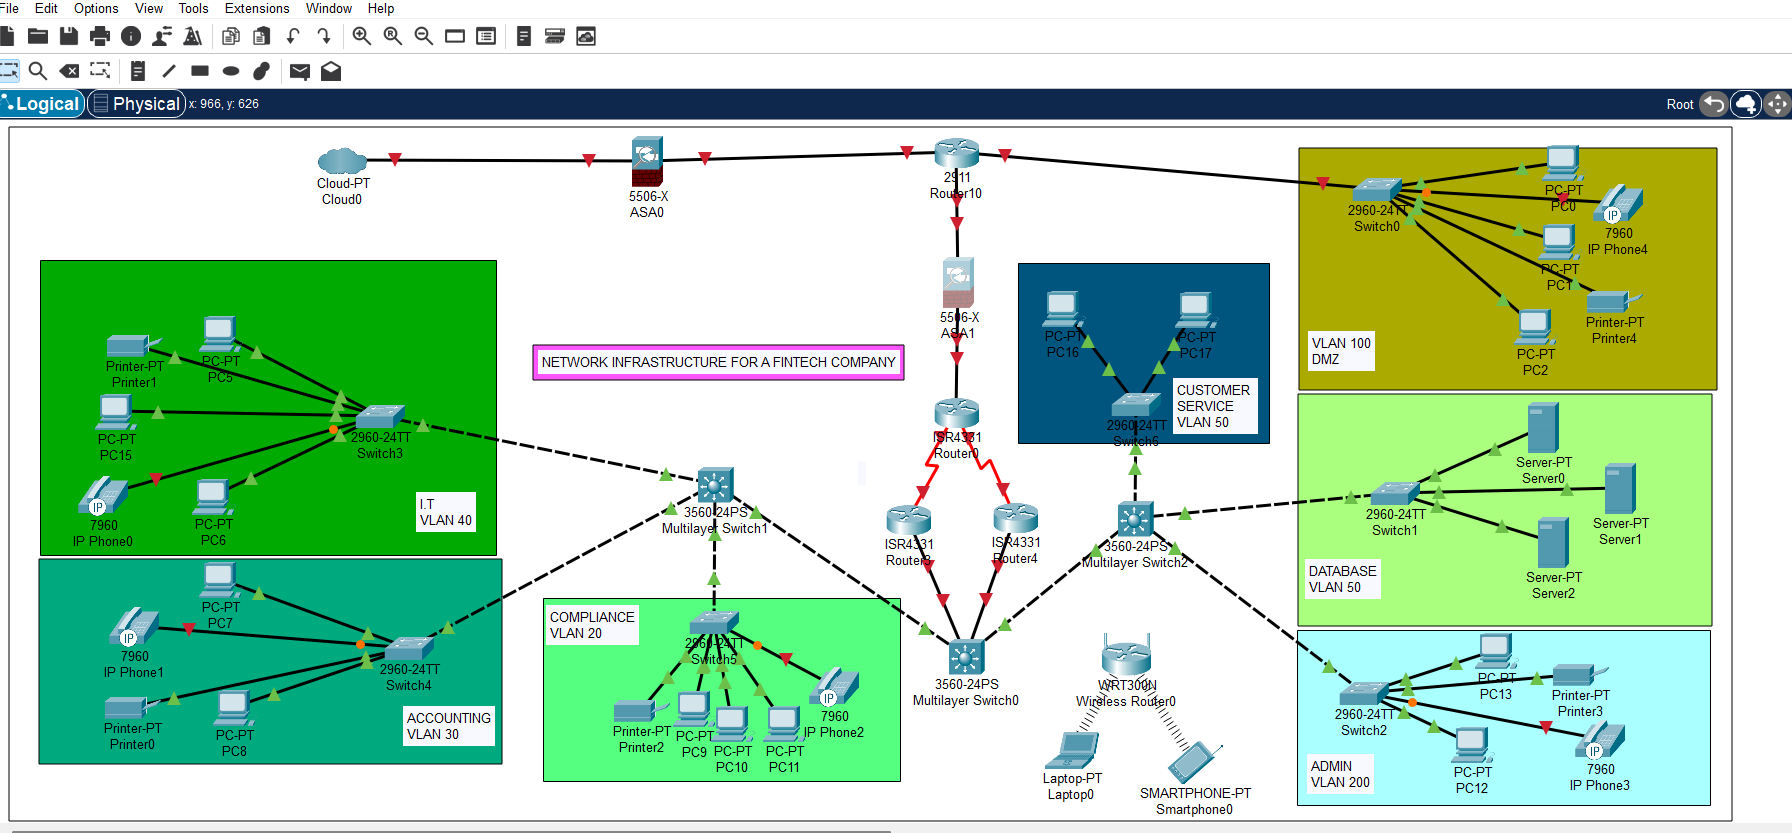 File Edit Options View Tools Extensions Window Help
Logical
Physical
x: 966, y: 626
Root
Cloud-PT
Cloud0
5506-X
ASA0
2911
Router10
5506-X
ASA1
NETWORK INFRASTRUCTURE FOR A FINTECH COMPANY
ISR4331
Router0
ISR4331
Router3
ISR4331
Router4
2960-24TT
Switch0
PC-PT
PC0
7960
IP Phone4
IP
PC-PT
PC1
Printer-PT
Printer4
PC-PT
PC2
VLAN 100
DMZ
PC-PT
PC16
PC-PT
PC17
CUSTOMER
SERVICE
VLAN 50
2960-24TT
Switch6
Printer-PT
Printer1
PC-PT
PC5
PC-PT
PC15
2960-24TT
Switch3
IP
7960
IP Phone0
PC-PT
PC6
I.T
VLAN 40
3560-24PS
Multilayer Switch1
3560-24PS
Multilayer Switch2
Server-PT
Server0
2960-24TT
Switch1
Server-PT
Server1
Server-PT
Server2
DATABASE
VLAN 50
PC-PT
PC7
IP
7960
IP Phone1
2960-24TT
Switch4
Printer-PT
Printer0
PC-PT
PC8
ACCOUNTING
VLAN 30
COMPLIANCE
VLAN 20
2960-24TT
Switch5
Printer-PT
Printer2
PC-PT
PC9
PC-PT
PC10
PC-PT
PC11
IP
7960
IP Phone2
3560-24PS
Multilayer Switch0
WRT300N
Wireless Router0
Laptop-PT
Laptop0
SMARTPHONE-PT
Smartphone0
PC-PT
PC13
Printer-PT
Printer3
2960-24TT
Switch2
PC-PT
PC12
IP
7960
IP Phone3
ADMIN
VLAN 200